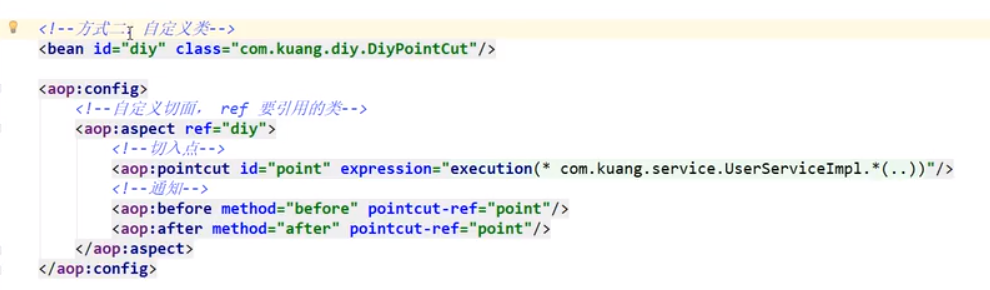 <!--方式二：自定义类-->
<bean id="diy" class="com.kuang.diy.DiyPointCut"/>
<aop:config>
<!--自定义切面， ref 要引用的类-->
<aop:aspect ref="diy">
<!--切入点-->
<aop:pointcut id="point" expression="execution(* com.kuang.service.UserServiceImpl.*(..))"/>
<!--通知-->
<aop:before method="before" pointcut-ref="point"/>
<aop:after method="after" pointcut-ref="point"/>
</aop:aspect>
</aop:config>